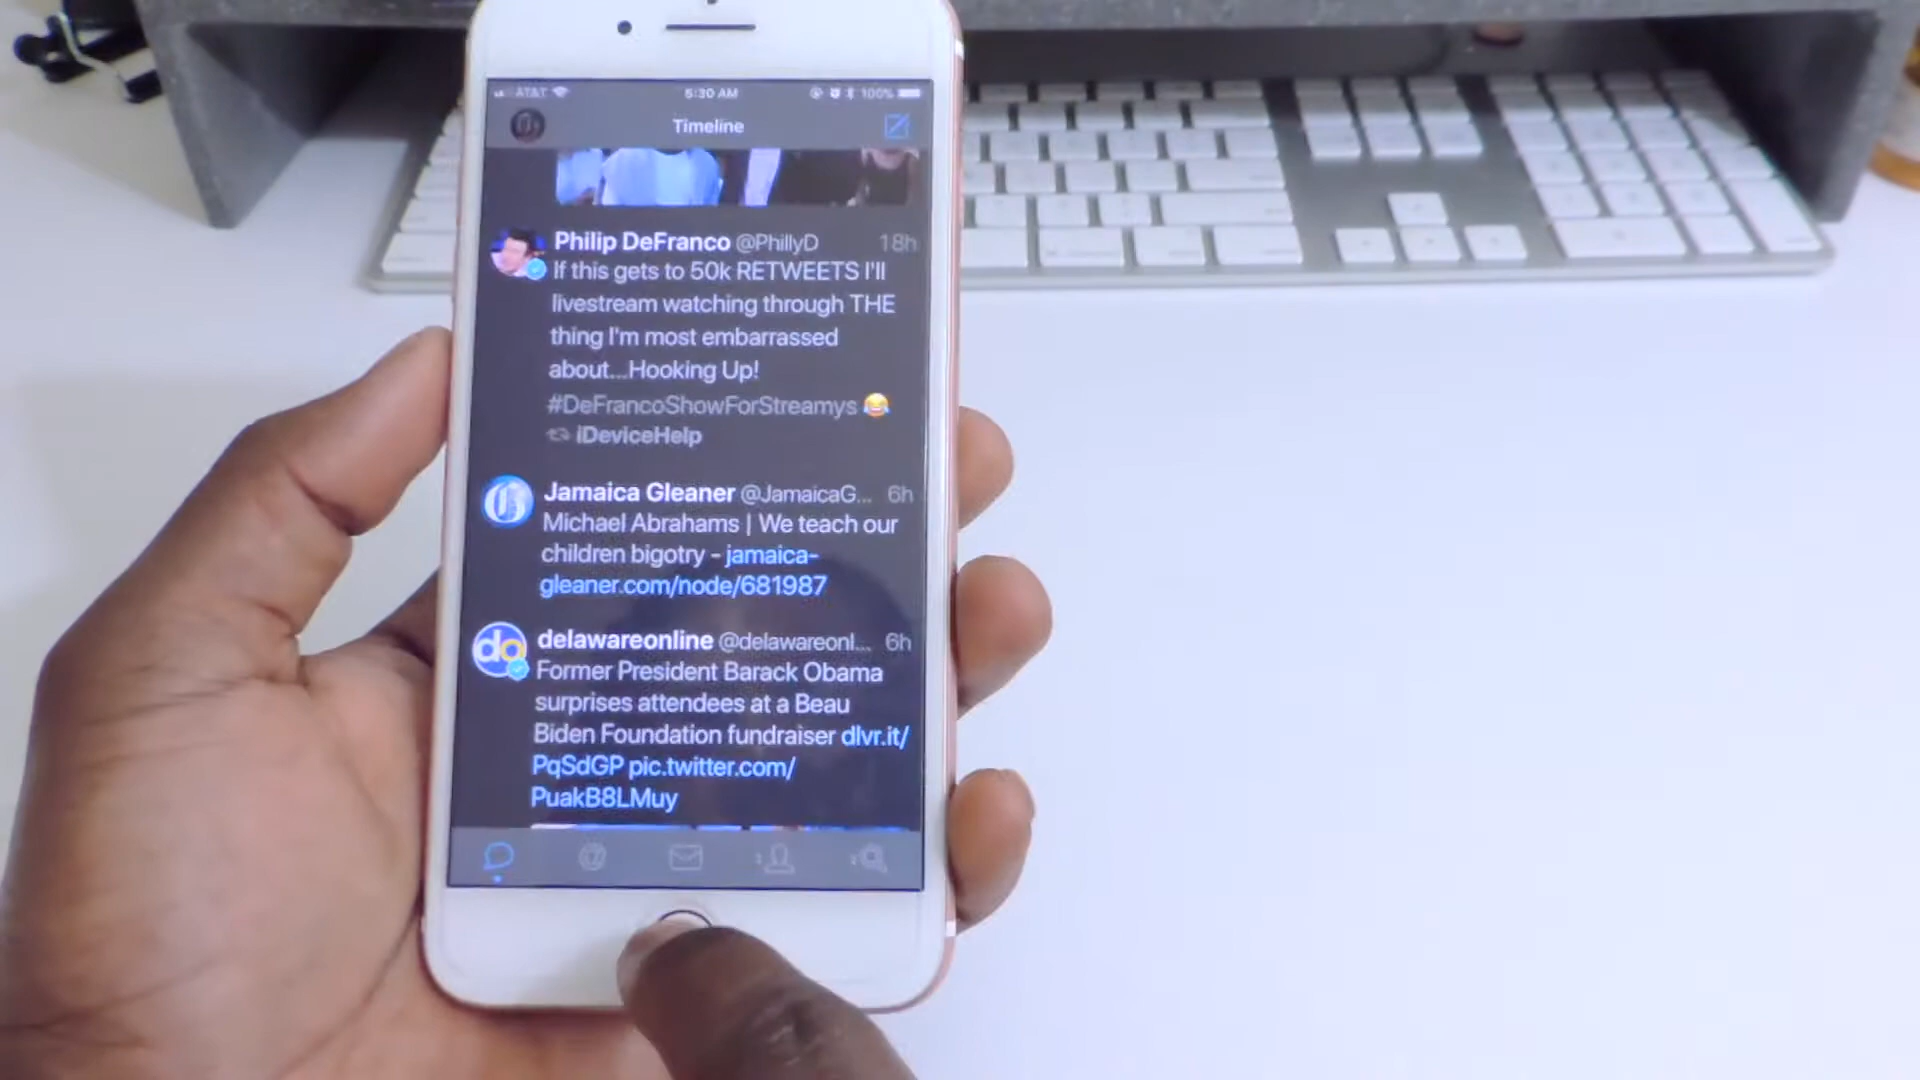 AT&T 5:30 AM 100%
Timeline
Philip DeFranco @PhillyD 18h
If this gets to 50k RETWEETS I'll
livestream watching through THE
thing I'm most embarrassed
about...Hooking Up!
#DeFrancoShowForStreamys 😂
iDeviceHelp
Jamaica Gleaner @JamaicaG... 6h
Michael Abrahams | We teach our
children bigotry - jamaica-
gleaner.com/node/681987
do
delawareonline @delawareonl... 6h
Former President Barack Obama
surprises attendees at a Beau
Biden Foundation fundraiser dlvr.it/
PqSdGP pic.twitter.com/
PuakB8LMuy